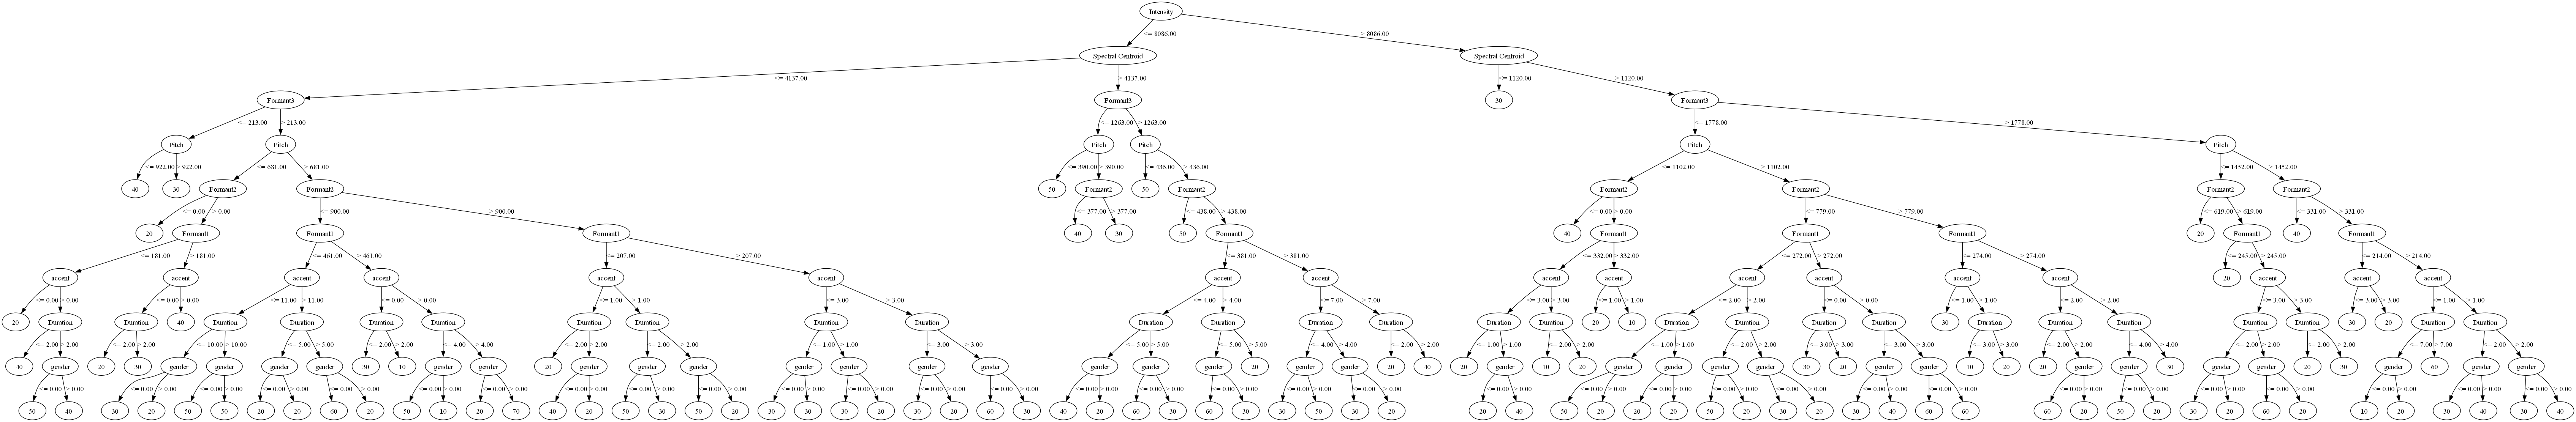 Intensity
<= 8086.00 > 8086.00
Spectral Centroid Spectral Centroid
<= 4137.00 > 4137.00 <= 1120.00 > 1120.00
Formant3 Formant3 30 Formant3
<= 213.00 > 213.00 <= 1263.00 > 1263.00 <= 1778.00 > 1778.00
Pitch Pitch Pitch Pitch Pitch Pitch
<= 922.00 > 922.00 <= 681.00 > 681.00 <= 390.00 > 390.00 <= 436.00 > 436.00 <= 1102.00 > 1102.00 <= 1452.00 > 1452.00
40 30 Formant2 Formant2 50 Formant2 50 Formant2 Formant2 Formant2 Formant2 Formant2
<= 0.00 > 0.00 <= 900.00 > 900.00 <= 377.00 > 377.00 <= 438.00 > 438.00 <= 0.00 > 0.00 <= 779.00 > 779.00 <= 619.00 > 619.00 <= 331.00 > 331.00
20 Formant1 Formant1 Formant1 40 30 50 Formant1 40 Formant1 Formant1 Formant1 20 Formant1 40 Formant1
<= 181.00 > 181.00 <= 461.00 > 461.00 <= 207.00 > 207.00 <= 381.00 > 381.00 <= 332.00 > 332.00 <= 272.00 > 272.00 <= 274.00 > 274.00 <= 245.00 > 245.00 <= 214.00 > 214.00
accent accent accent accent accent accent accent accent accent accent accent accent accent accent 20 accent accent accent
<= 0.00 > 0.00 <= 0.00 > 0.00 <= 11.00 > 11.00 <= 0.00 > 0.00 <= 1.00 > 1.00 <= 3.00 > 3.00 <= 4.00 > 4.00 <= 7.00 > 7.00 <= 3.00 > 3.00 <= 1.00 > 1.00 <= 2.00 > 2.00 <= 0.00 > 0.00 <= 1.00 > 1.00 <= 2.00 > 2.00 <= 3.00 > 3.00 <= 3.00 > 3.00 <= 1.00 > 1.00
20 Duration Duration 40 Duration Duration Duration Duration Duration Duration Duration Duration Duration Duration Duration Duration Duration Duration 20 10 Duration Duration Duration Duration 30 Duration Duration Duration Duration Duration 30 20 Duration Duration
<= 2.00 > 2.00 <= 2.00 > 2.00 <= 10.00 > 10.00 <= 5.00 > 5.00 <= 2.00 > 2.00 <= 4.00 > 4.00 <= 2.00 > 2.00 <= 2.00 > 2.00 <= 1.00 > 1.00 <= 3.00 > 3.00 <= 5.00 > 5.00 <= 5.00 > 5.00 <= 4.00 > 4.00 <= 2.00 > 2.00 <= 1.00 > 1.00 <= 2.00 > 2.00 <= 1.00 > 1.00 <= 2.00 > 2.00 <= 3.00 > 3.00 <= 3.00 > 3.00 <= 3.00 > 3.00 <= 2.00 > 2.00 <= 4.00 > 4.00 <= 2.00 > 2.00 <= 2.00 > 2.00 <= 7.00 > 7.00 <= 2.00 > 2.00
40 gender 20 30 gender gender gender gender 30 10 gender gender 20 gender gender gender gender gender gender gender gender gender gender 20 gender gender 20 40 20 gender 10 20 gender gender gender gender 30 20 gender gender 10 20 20 gender gender 30 gender gender 20 30 gender 60 gender gender
<= 0.00 > 0.00 <= 0.00 > 0.00 <= 0.00 > 0.00 <= 0.00 > 0.00 <= 0.00 > 0.00 <= 0.00 > 0.00 <= 0.00 > 0.00 <= 0.00 > 0.00 <= 0.00 > 0.00 <= 0.00 > 0.00 <= 0.00 > 0.00 <= 0.00 > 0.00 <= 0.00 > 0.00 <= 0.00 > 0.00 <= 0.00 > 0.00 <= 0.00 > 0.00 <= 0.00 > 0.00 <= 0.00 > 0.00 <= 0.00 > 0.00 <= 0.00 > 0.00 <= 0.00 > 0.00 <= 0.00 > 0.00 <= 0.00 > 0.00 <= 0.00 > 0.00 <= 0.00 > 0.00 <= 0.00 > 0.00 <= 0.00 > 0.00 <= 0.00 > 0.00 <= 0.00 > 0.00 <= 0.00 > 0.00 <= 0.00 > 0.00 <= 0.00 > 0.00 <= 0.00 > 0.00
50 40 30 20 50 50 20 20 60 20 50 10 20 70 40 20 50 30 50 20 30 30 30 20 30 20 60 30 40 20 60 30 60 30 30 50 30 20 20 40 50 20 20 20 50 20 30 20 30 40 60 60 60 20 50 20 30 20 60 20 10 20 30 40 30 40